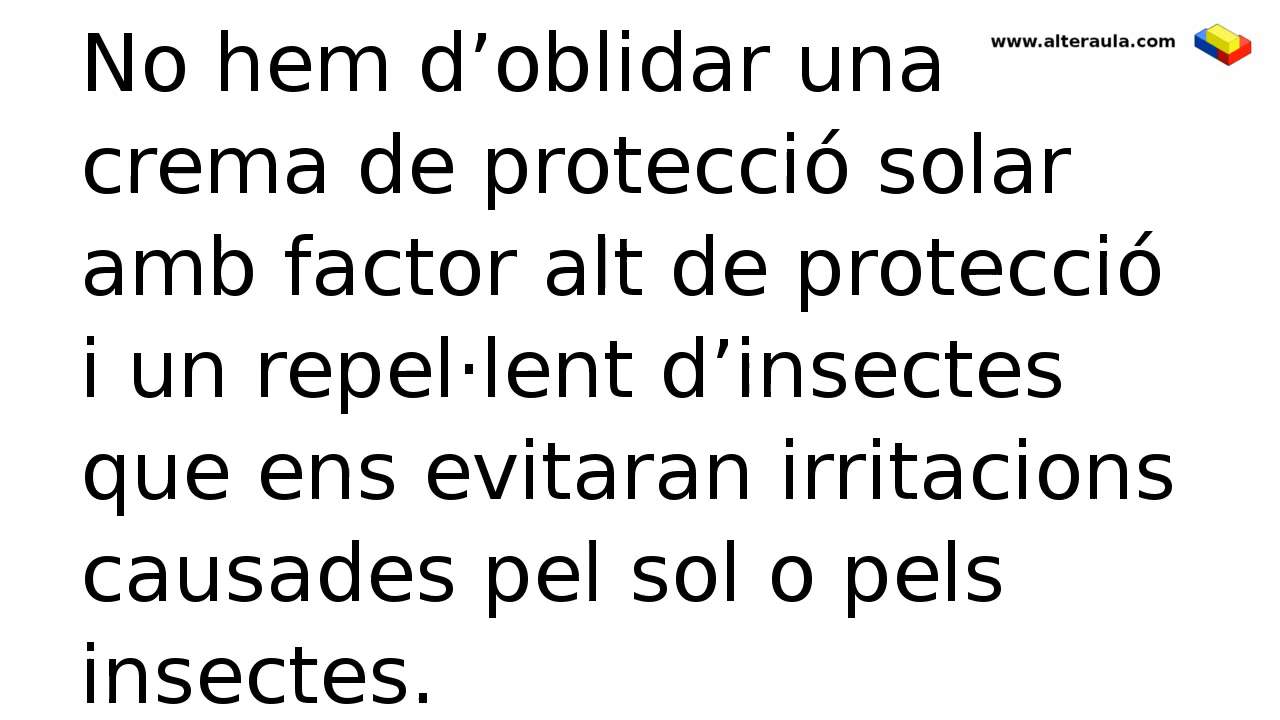 No hem d’oblidar una
www.alteraula.com
crema de protecció solar
amb factor alt de protecció
i un repel·lent d’insectes
que ens evitaran irritacions
causades pel sol o pels
insectes.